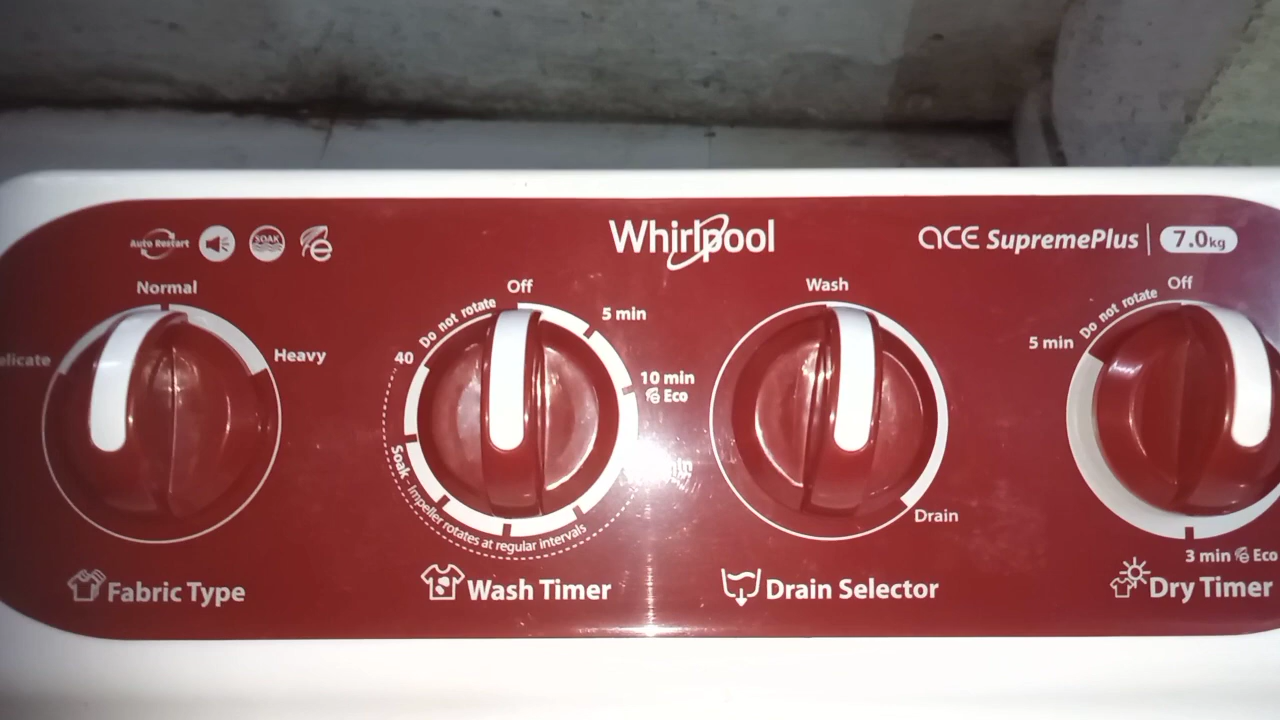 Auto Restart
SOAK
Whirlpool
ACE SupremePlus | 7.0kg
Normal
Heavy
Fabric Type
Off
Do not rotate
5 min
10 min
Eco
40
Soak - Impeller rotates at regular intervals
Wash Timer
Wash
Drain
Drain Selector
Off
Do not rotate
5 min
3 min Eco
Dry Timer